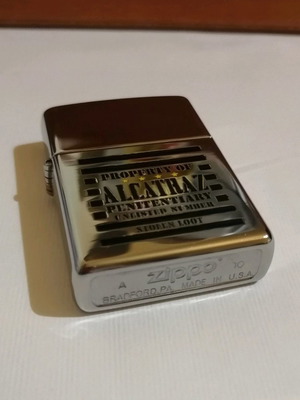 PROPERTY OF
ALCATRAZ
PENITENTIARY
UNLISTED NUMBER
A zippo 10
BRADFORD, PA. MADE IN U.S.A.